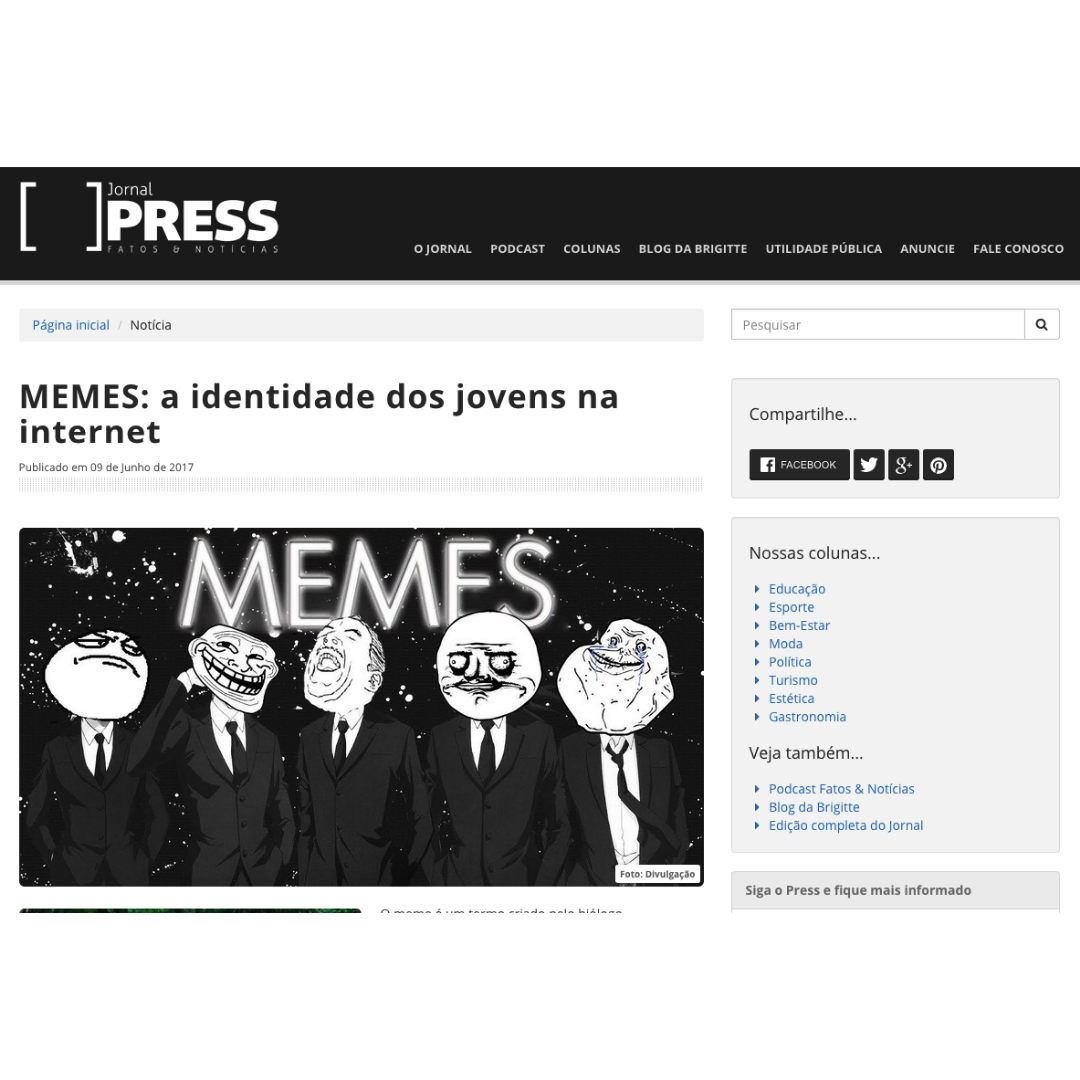 Jornal
PRESS
FATOS & NOTÍCIAS
O JORNAL PODCAST COLUNAS BLOG DA BRIGITTE UTILIDADE PÚBLICA ANUNCIE FALE CONOSCO
Página inicial / Notícia
Pesquisar
MEMES: a identidade dos jovens na
internet
Publicado em 09 de Junho de 2017
MEMES
Foto: Divulgação
O meme é um termo criado pelo biólogo
Compartilhe...
FACEBOOK
Nossas colunas...
Educação
Esporte
Bem-Estar
Moda
Política
Turismo
Estética
Gastronomia
Veja também...
Podcast Fatos & Notícias
Blog da Brigitte
Edição completa do Jornal
Siga o Press e fique mais informado